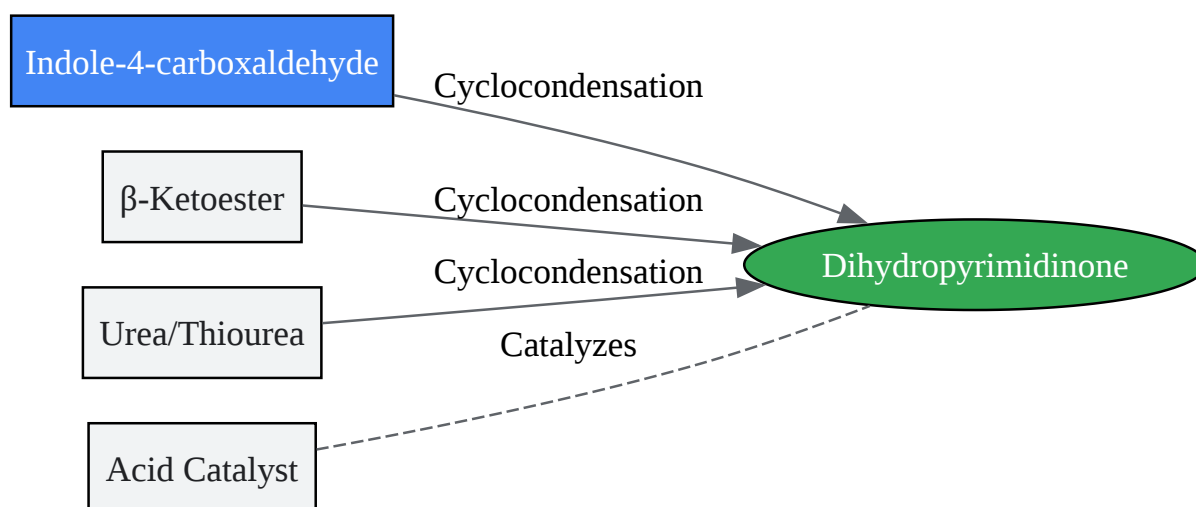 Indole-4-carboxaldehyde
Cyclocondensation
β-Ketoester
Cyclocondensation
Dihydropyrimidinone
Cyclocondensation
Urea/Thiourea
Catalyzes
Acid Catalyst